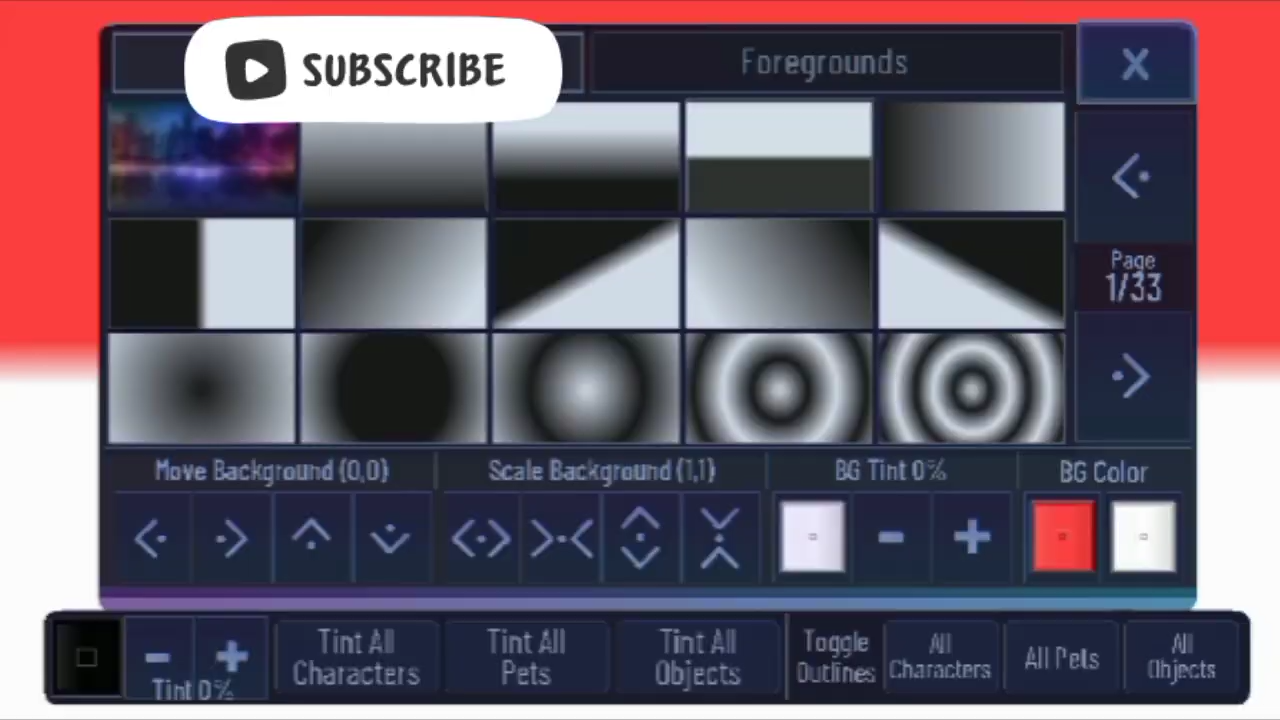 SUBSCRIBE
Foregrounds
X
Page
1/33
Move Background (0,0)
Scale Background (1,1)
BG Tint 0%
BG Color
Tint 0%
Tint All
Characters
Tint All
Pets
Tint All
Objects
Toggle
Outlines
All
Characters
All Pets
All
Objects